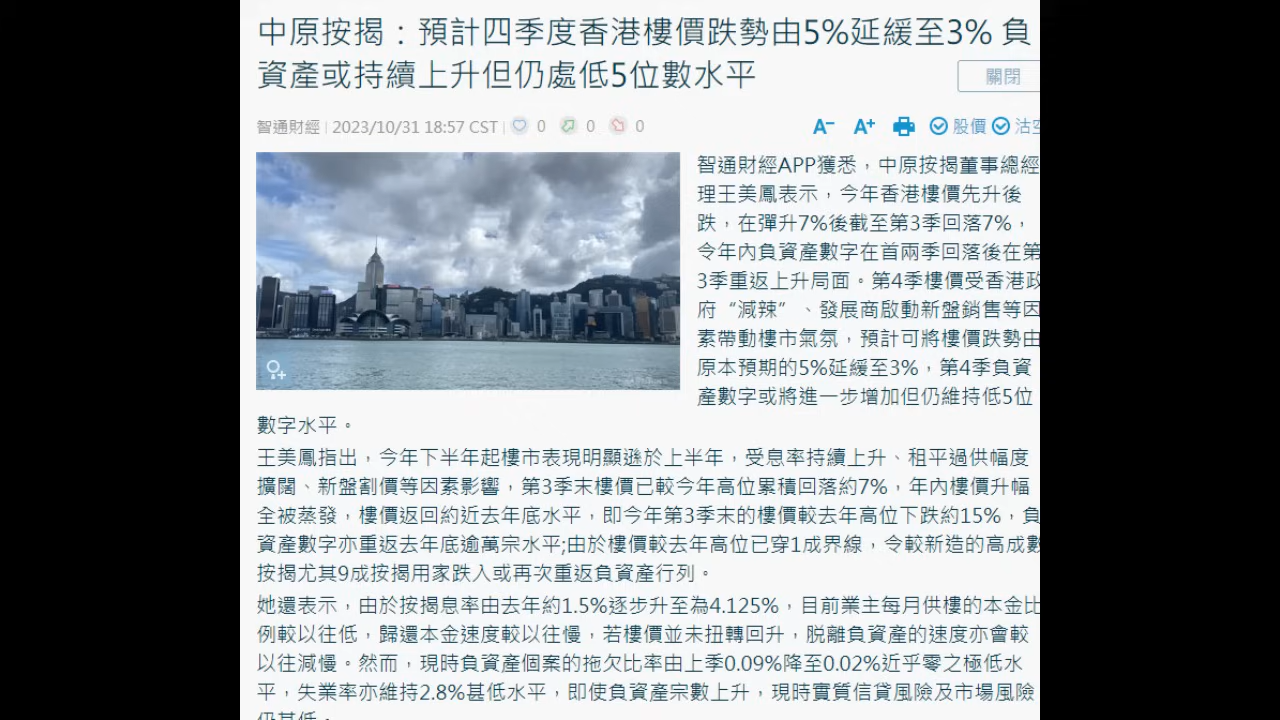 中原按揭：預計四季度香港樓價跌勢由5%延緩至3% 負
資產或持續上升但仍處低5位數水平
關閉
智通財經 | 2023/10/31 18:57 CST | 0 0 0
A− A+ 股價 沽空
智通財經APP獲悉，中原按揭董事總經
理王美鳳表示，今年香港樓價先升後
跌，在彈升7%後截至第3季回落7%，
令年內負資產數字在首兩季回落後在第
3季重返上升局面。第4季樓價受香港政
府“減辣”、發展商啟動新盤銷售等因
素帶動樓市氣氛，預計可將樓價跌勢由
原本預期的5%延緩至3%，第4季負資
產數字或將進一步增加但仍維持低5位
數字水平。
王美鳳指出，今年下半年起樓市表現明顯遜於上半年，受息率持續上升、租平過供幅度
擴闊、新盤割價等因素影響，第3季末樓價已較今年高位累積回落約7%，年內樓價升幅
全被蒸發，樓價返回約近去年底水平，即今年第3季末的樓價較去年高位下跌約15%，負
資產數字亦重返去年底逾萬宗水平;由於樓價較去年高位已穿1成界線，令較新造的高成數
按揭尤其9成按揭用家跌入或再次重返負資產行列。
她還表示，由於按揭息率由去年約1.5%逐步升至為4.125%，目前業主每月供樓的本金比
例較以往低，歸還本金速度較以往慢，若樓價並未扭轉回升，脱離負資產的速度亦會較
以往減慢。然而，現時負資產個案的拖欠比率由上季0.09%降至0.02%近乎零之極低水
平，失業率亦維持2.8%甚低水平，即使負資產宗數上升，現時實質信貸風險及市場風險
仍甚低。